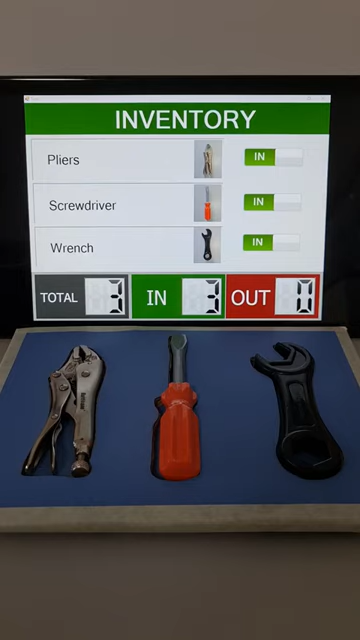 INVENTORY
Pliers IN
Screwdriver IN
Wrench IN
TOTAL 3 IN 3 OUT 0